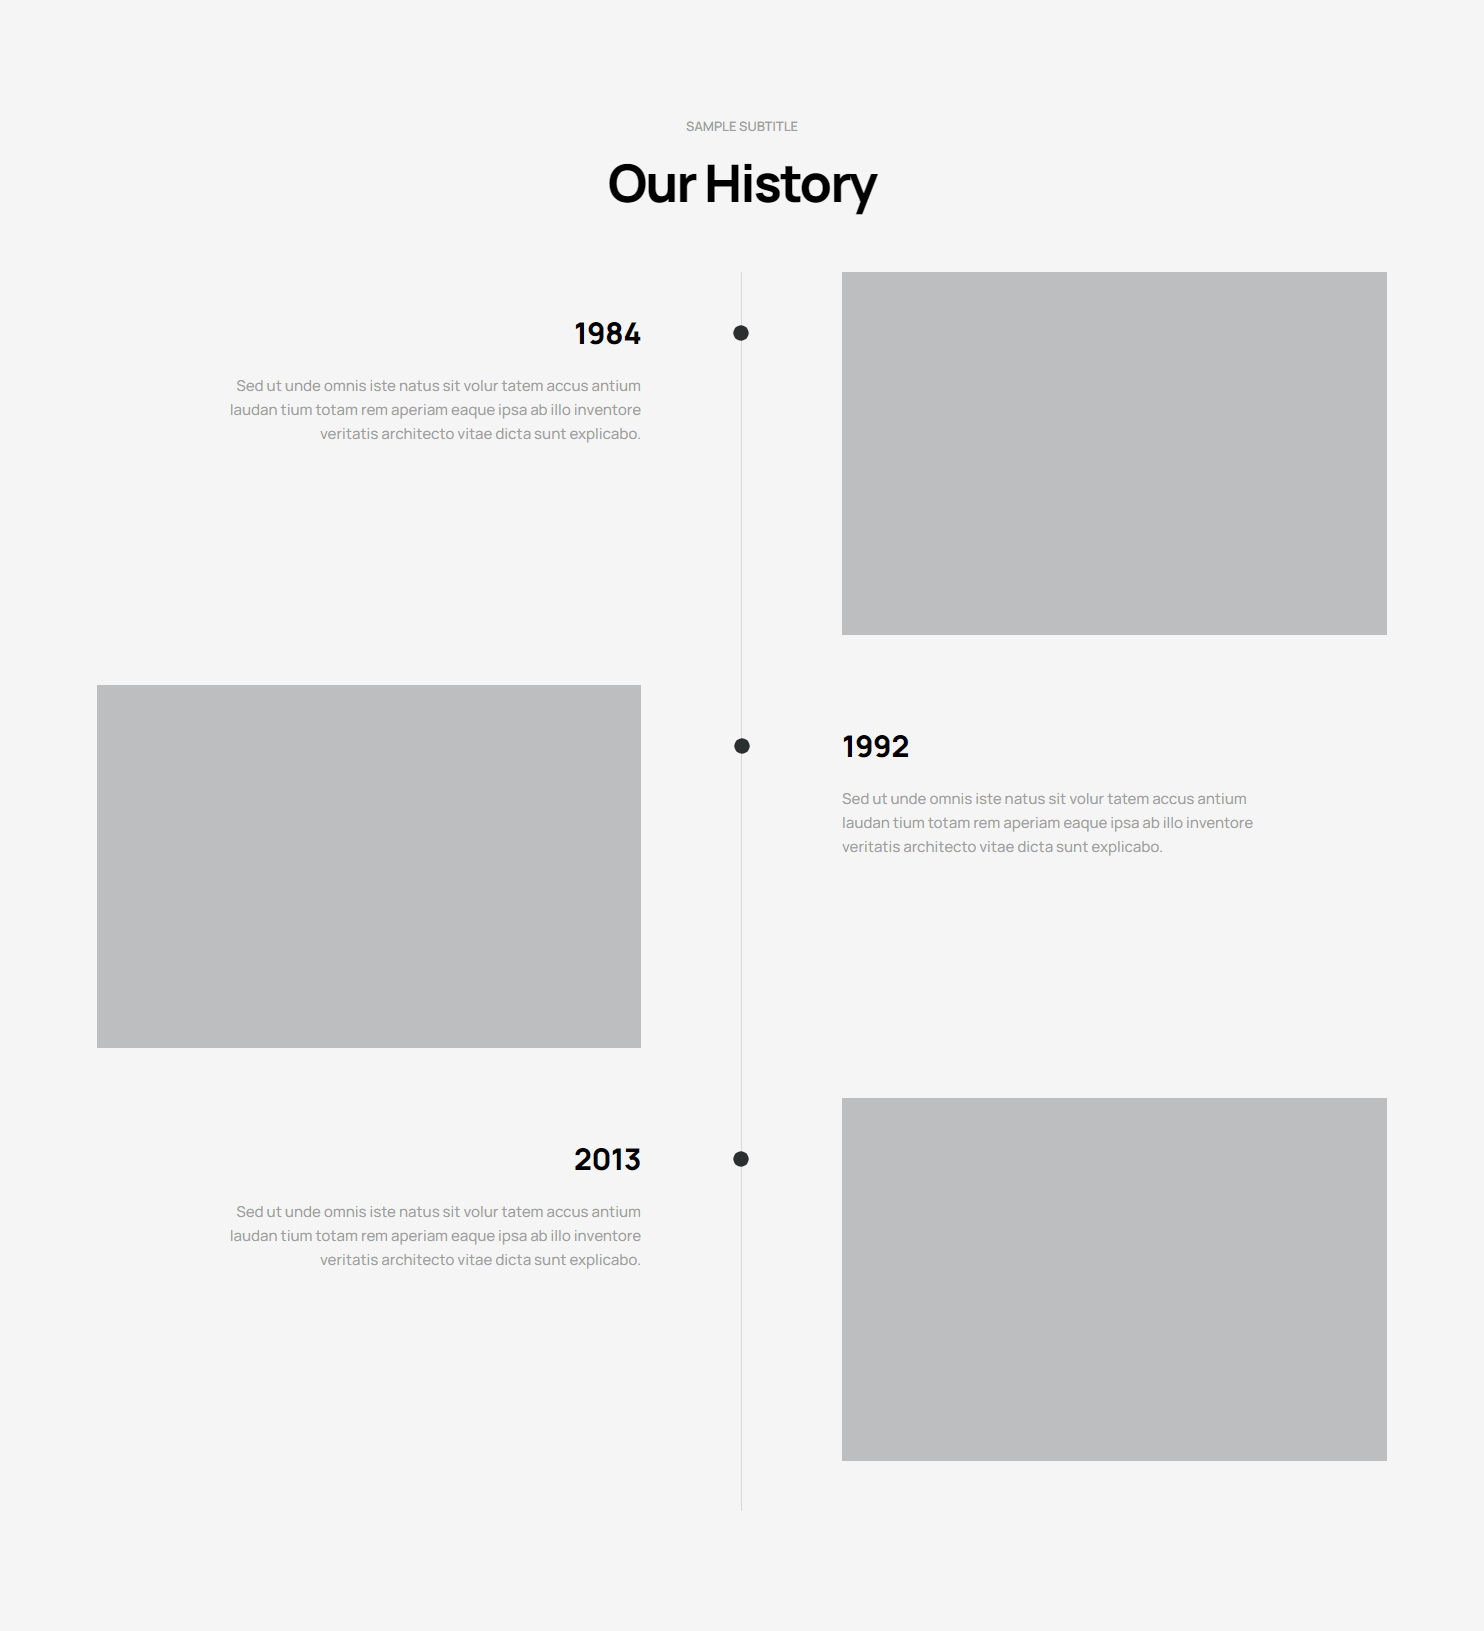 SAMPLE SUBTITLE
Our History
1984
Sed ut unde omnis iste natus sit volur tatem accus antium
laudan tium totam rem aperiam eaque ipsa ab illo inventore
veritatis architecto vitae dicta sunt explicabo.
1992
Sed ut unde omnis iste natus sit volur tatem accus antium
laudan tium totam rem aperiam eaque ipsa ab illo inventore
veritatis architecto vitae dicta sunt explicabo.
2013
Sed ut unde omnis iste natus sit volur tatem accus antium
laudan tium totam rem aperiam eaque ipsa ab illo inventore
veritatis architecto vitae dicta sunt explicabo.